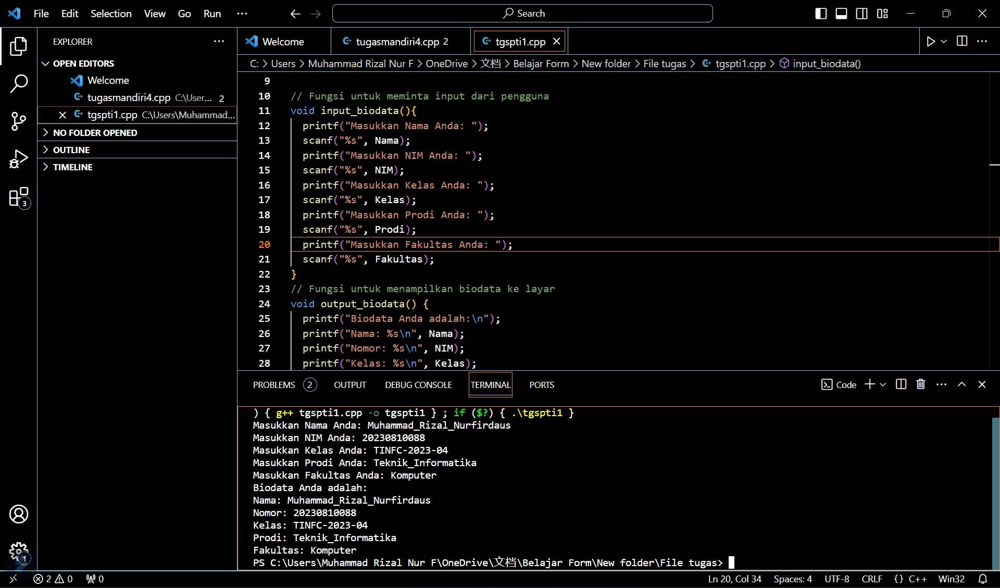 File Edit Selection View Go Run ···
Search
EXPLORER ···
OPEN EDITORS
Welcome
tugasmandiri4.cpp C:\User... 2
tgspti1.cpp C:\Users\Muhammad...
NO FOLDER OPENED
OUTLINE
TIMELINE
3
1
Welcome tugasmandiri4.cpp 2 tgspti1.cpp
C: > Users > Muhammad Rizal Nur F > OneDrive > 文档 > Belajar Form > New folder > File tugas > tgspti1.cpp > input_biodata()
9
10 // Fungsi untuk meminta input dari pengguna
11 void input_biodata(){
12 printf("Masukkan Nama Anda: ");
13 scanf("%s", Nama);
14 printf("Masukkan NIM Anda: ");
15 scanf("%s", NIM);
16 printf("Masukkan Kelas Anda: ");
17 scanf("%s", Kelas);
18 printf("Masukkan Prodi Anda: ");
19 scanf("%s", Prodi);
20 printf("Masukkan Fakultas Anda: ");
21 scanf("%s", Fakultas);
22 }
23 // Fungsi untuk menampilkan biodata ke layar
24 void output_biodata() {
25 printf("Biodata Anda adalah:\n");
26 printf("Nama: %s\n", Nama);
27 printf("Nomor: %s\n", NIM);
28 printf("Kelas: %s\n", Kelas);
PROBLEMS 2 OUTPUT DEBUG CONSOLE TERMINAL PORTS Code
) { g++ tgspti1.cpp -o tgspti1 } ; if ($?) { .\tgspti1 }
Masukkan Nama Anda: Muhammad_Rizal_Nurfirdaus
Masukkan NIM Anda: 20230810088
Masukkan Kelas Anda: TINFC-2023-04
Masukkan Prodi Anda: Teknik_Informatika
Masukkan Fakultas Anda: Komputer
Biodata Anda adalah:
Nama: Muhammad_Rizal_Nurfirdaus
Nomor: 20230810088
Kelas: TINFC-2023-04
Prodi: Teknik_Informatika
Fakultas: Komputer
PS C:\Users\Muhammad Rizal Nur F\OneDrive\文档\Belajar Form\New folder\File tugas>
2 0 0 Ln 20, Col 34 Spaces: 4 UTF-8 CRLF {} C++ Win32